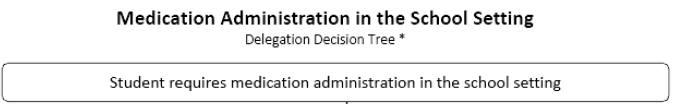 Medication Administration in the School Setting
Delegation Decision Tree *
Student requires medication administration in the school setting